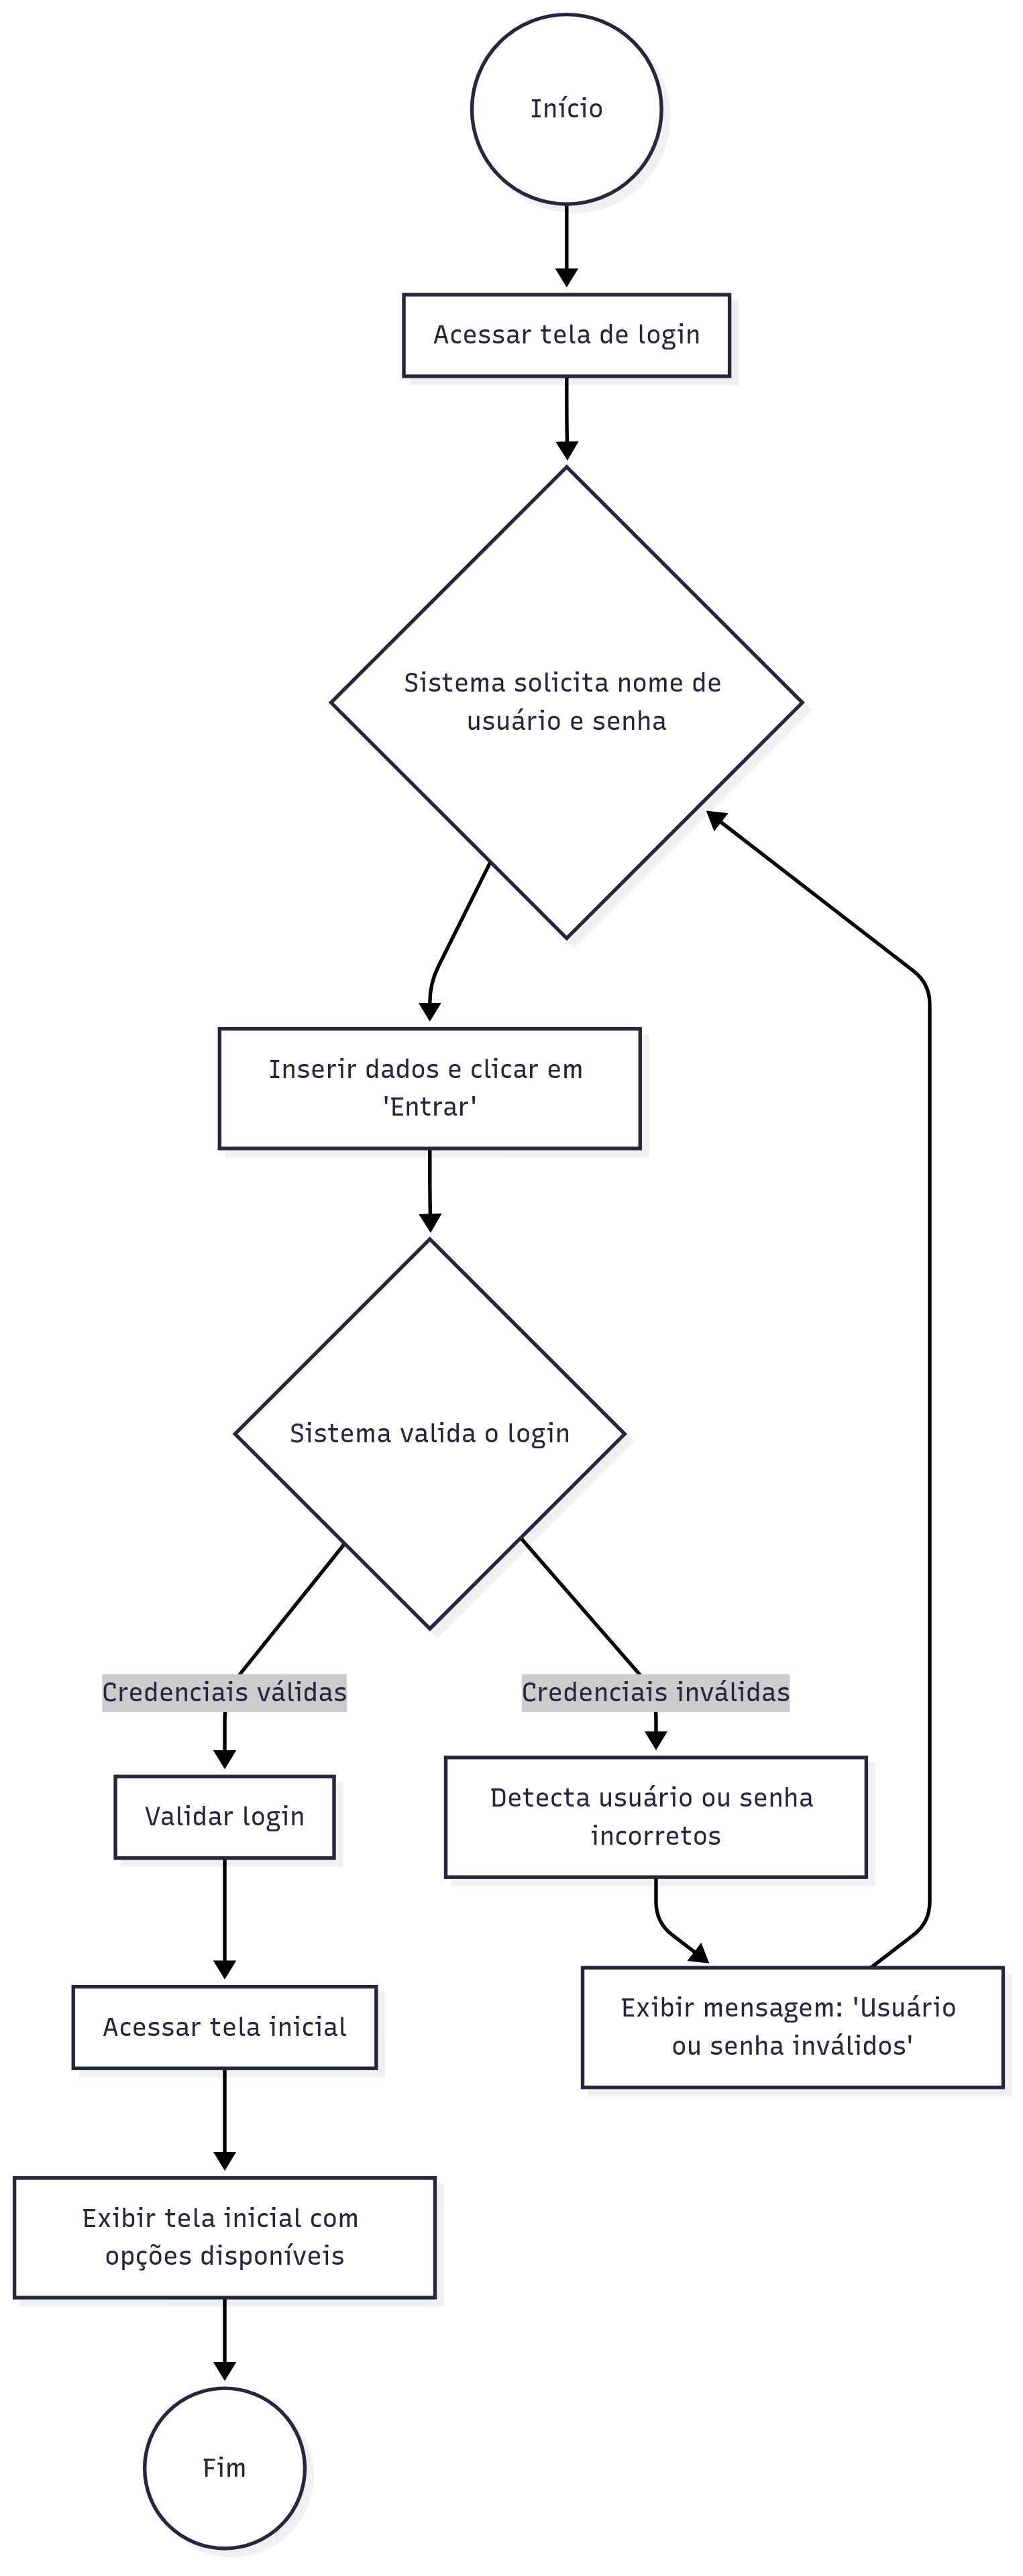 Início
Acessar tela de login
Sistema solicita nome de
usuário e senha
Inserir dados e clicar em
'Entrar'
Sistema valida o login
Credenciais válidas
Credenciais inválidas
Validar login
Detecta usuário ou senha
incorretos
Acessar tela inicial
Exibir mensagem: 'Usuário
ou senha inválidos'
Exibir tela inicial com
opções disponíveis
Fim